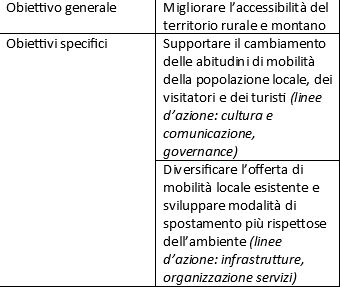 Obiettivo generale
Migliorare l'accessibilità del
territorio rurale e montano
Obiettivi specifici
Supportare il cambiamento
delle abitudini di mobilità
della popolazione locale, dei
visitatori e dei turisti (linee
d'azione: cultura e
comunicazione,
governance)
Diversificare l'offerta di
mobilità locale esistente e
sviluppare modalità di
spostamento più rispettose
dell'ambiente (linee
d'azione: infrastrutture,
organizzazione servizi)